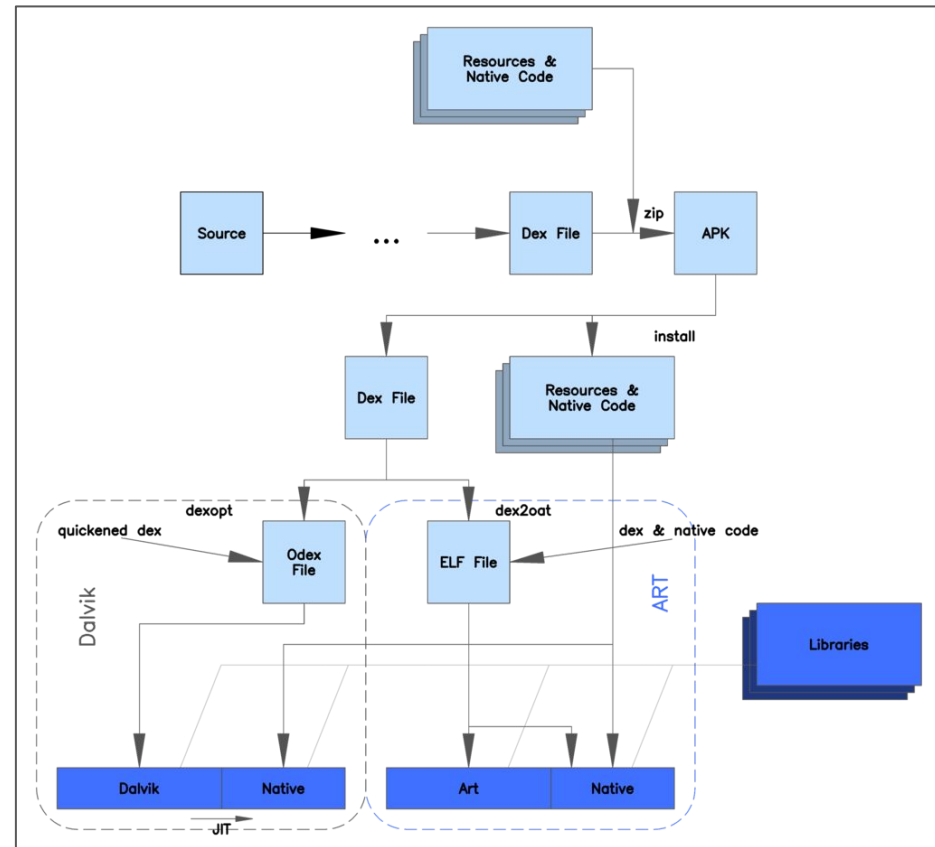 Resources &
Native Code
Source
...
Dex File
zip
APK
install
Dex File
Resources &
Native Code
dexopt
dex2oat
quickened dex
dex & native code
Odex
File
ELF File
Dalvik
ART
Libraries
Dalvik
Native
Art
Native
JIT